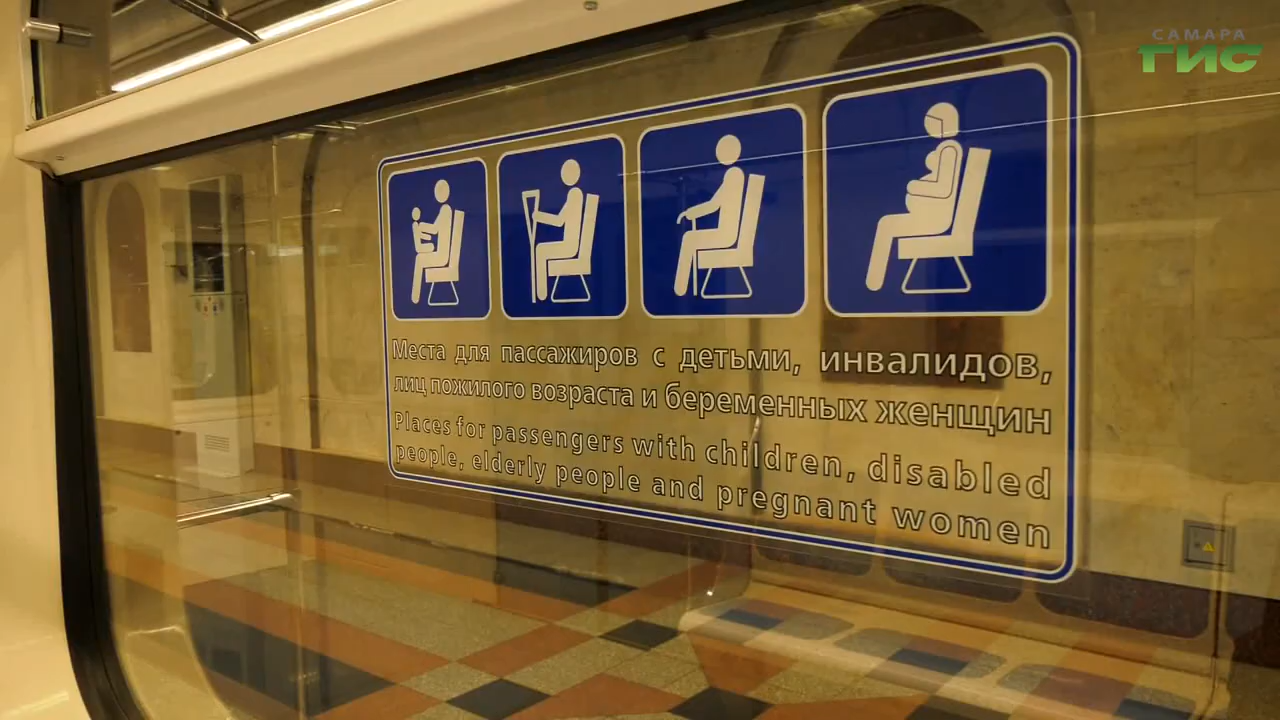 САМАРА
ГИС
Места для пассажиров с детьми, инвалидов,
лиц пожилого возраста и беременных женщин
Places for passengers with children, disabled
people, elderly people and pregnant women